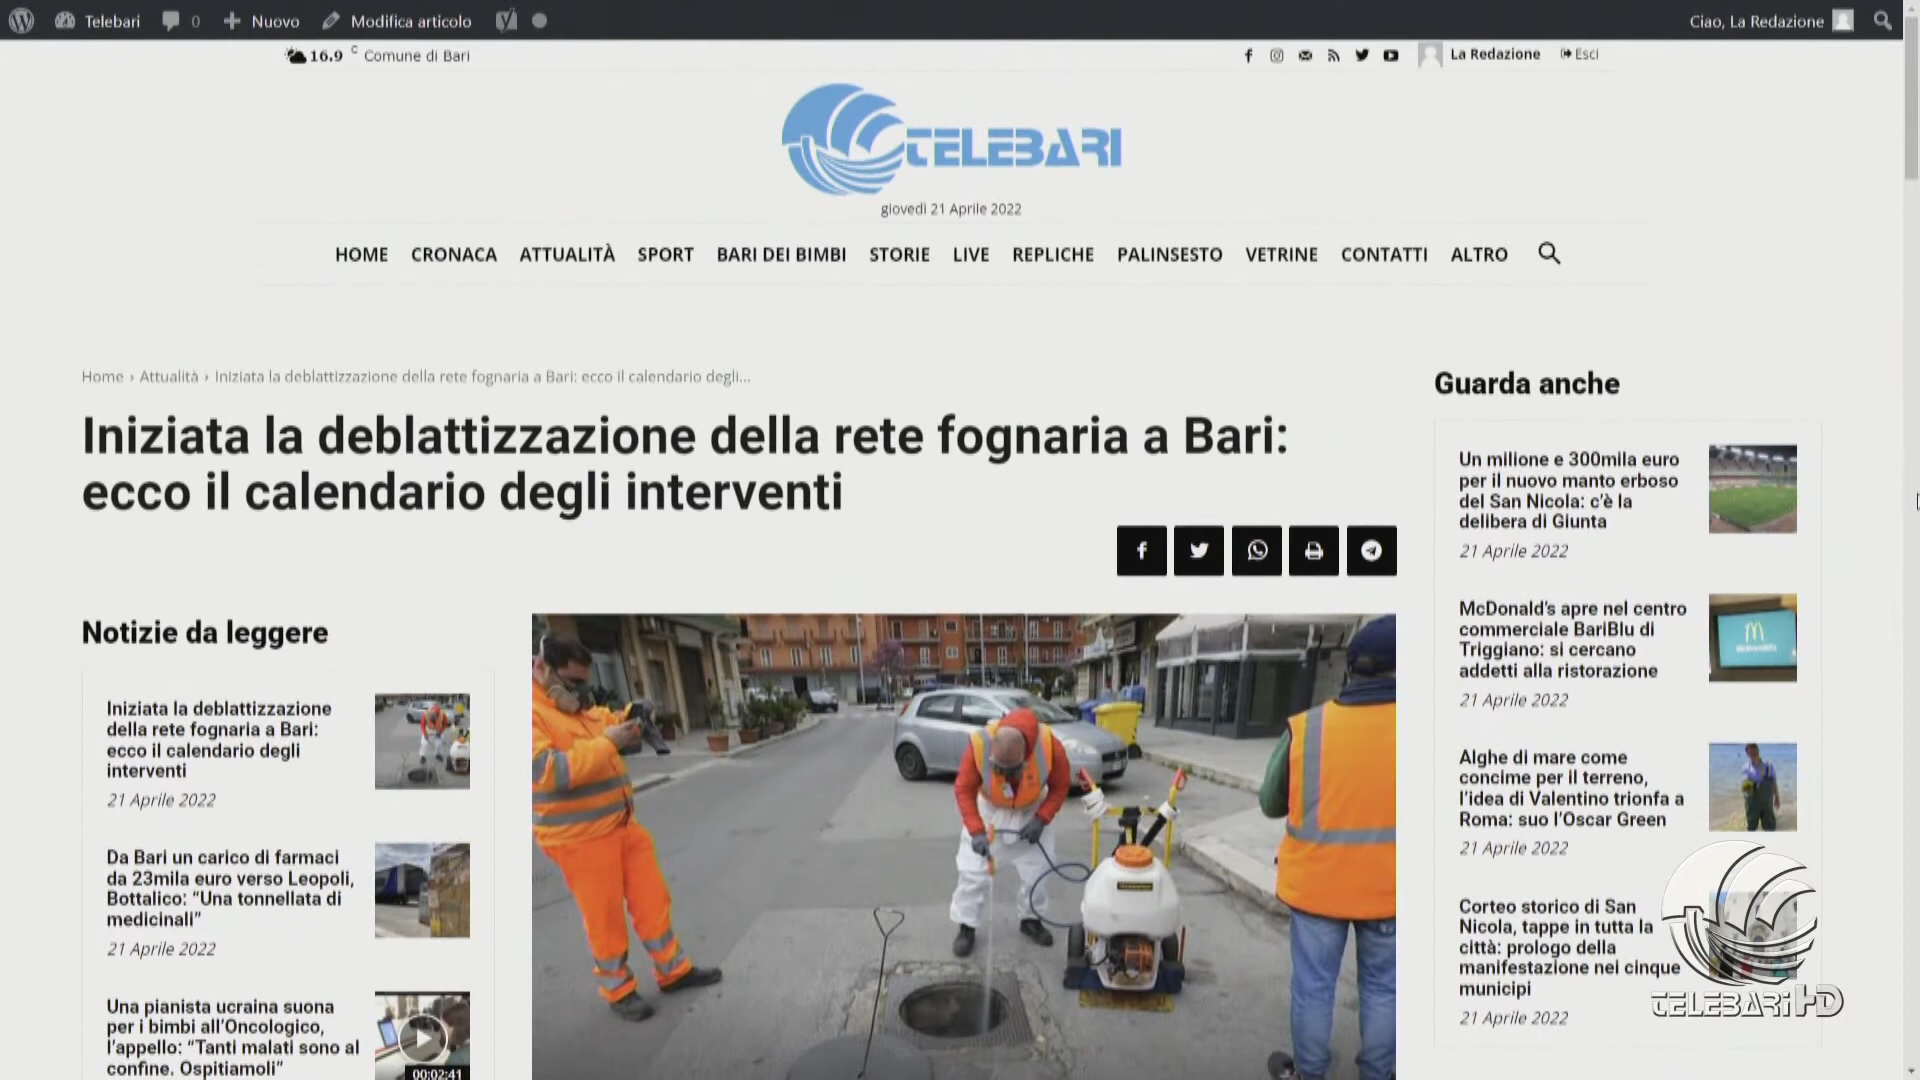 Telebari
0
Nuovo
Modifica articolo
Ciao, La Redazione
16.9 C Comune di Bari
La Redazione
Esci
TELEBARI
giovedì 21 Aprile 2022
HOME CRONACA ATTUALITÀ SPORT BARI DEI BIMBI STORIE LIVE REPLICHE PALINSESTO VETRINE CONTATTI ALTRO
Home › Attualità › Iniziata la deblattizzazione della rete fognaria a Bari: ecco il calendario degli...
Iniziata la deblattizzazione della rete fognaria a Bari:
ecco il calendario degli interventi
Notizie da leggere
Iniziata la deblattizzazione
della rete fognaria a Bari:
ecco il calendario degli
interventi
21 Aprile 2022
Da Bari un carico di farmaci
da 23mila euro verso Leopoli,
Bottalico: “Una tonnellata di
medicinali”
21 Aprile 2022
Una pianista ucraina suona
per i bimbi all’Oncologico,
l’appello: “Tanti malati sono al
confine. Ospitiamoli”
00:02:41
Guarda anche
Un milione e 300mila euro
per il nuovo manto erboso
del San Nicola: c’è la
delibera di Giunta
21 Aprile 2022
McDonald’s apre nel centro
commerciale BariBlu di
Triggiano: si cercano
addetti alla ristorazione
21 Aprile 2022
McDonald's
Alghe di mare come
concime per il terreno,
l’idea di Valentino trionfa a
Roma: suo l’Oscar Green
21 Aprile 2022
Corteo storico di San
Nicola, tappe in tutta la
città: prologo della
manifestazione nei cinque
municipi
21 Aprile 2022
TELEBARI HD